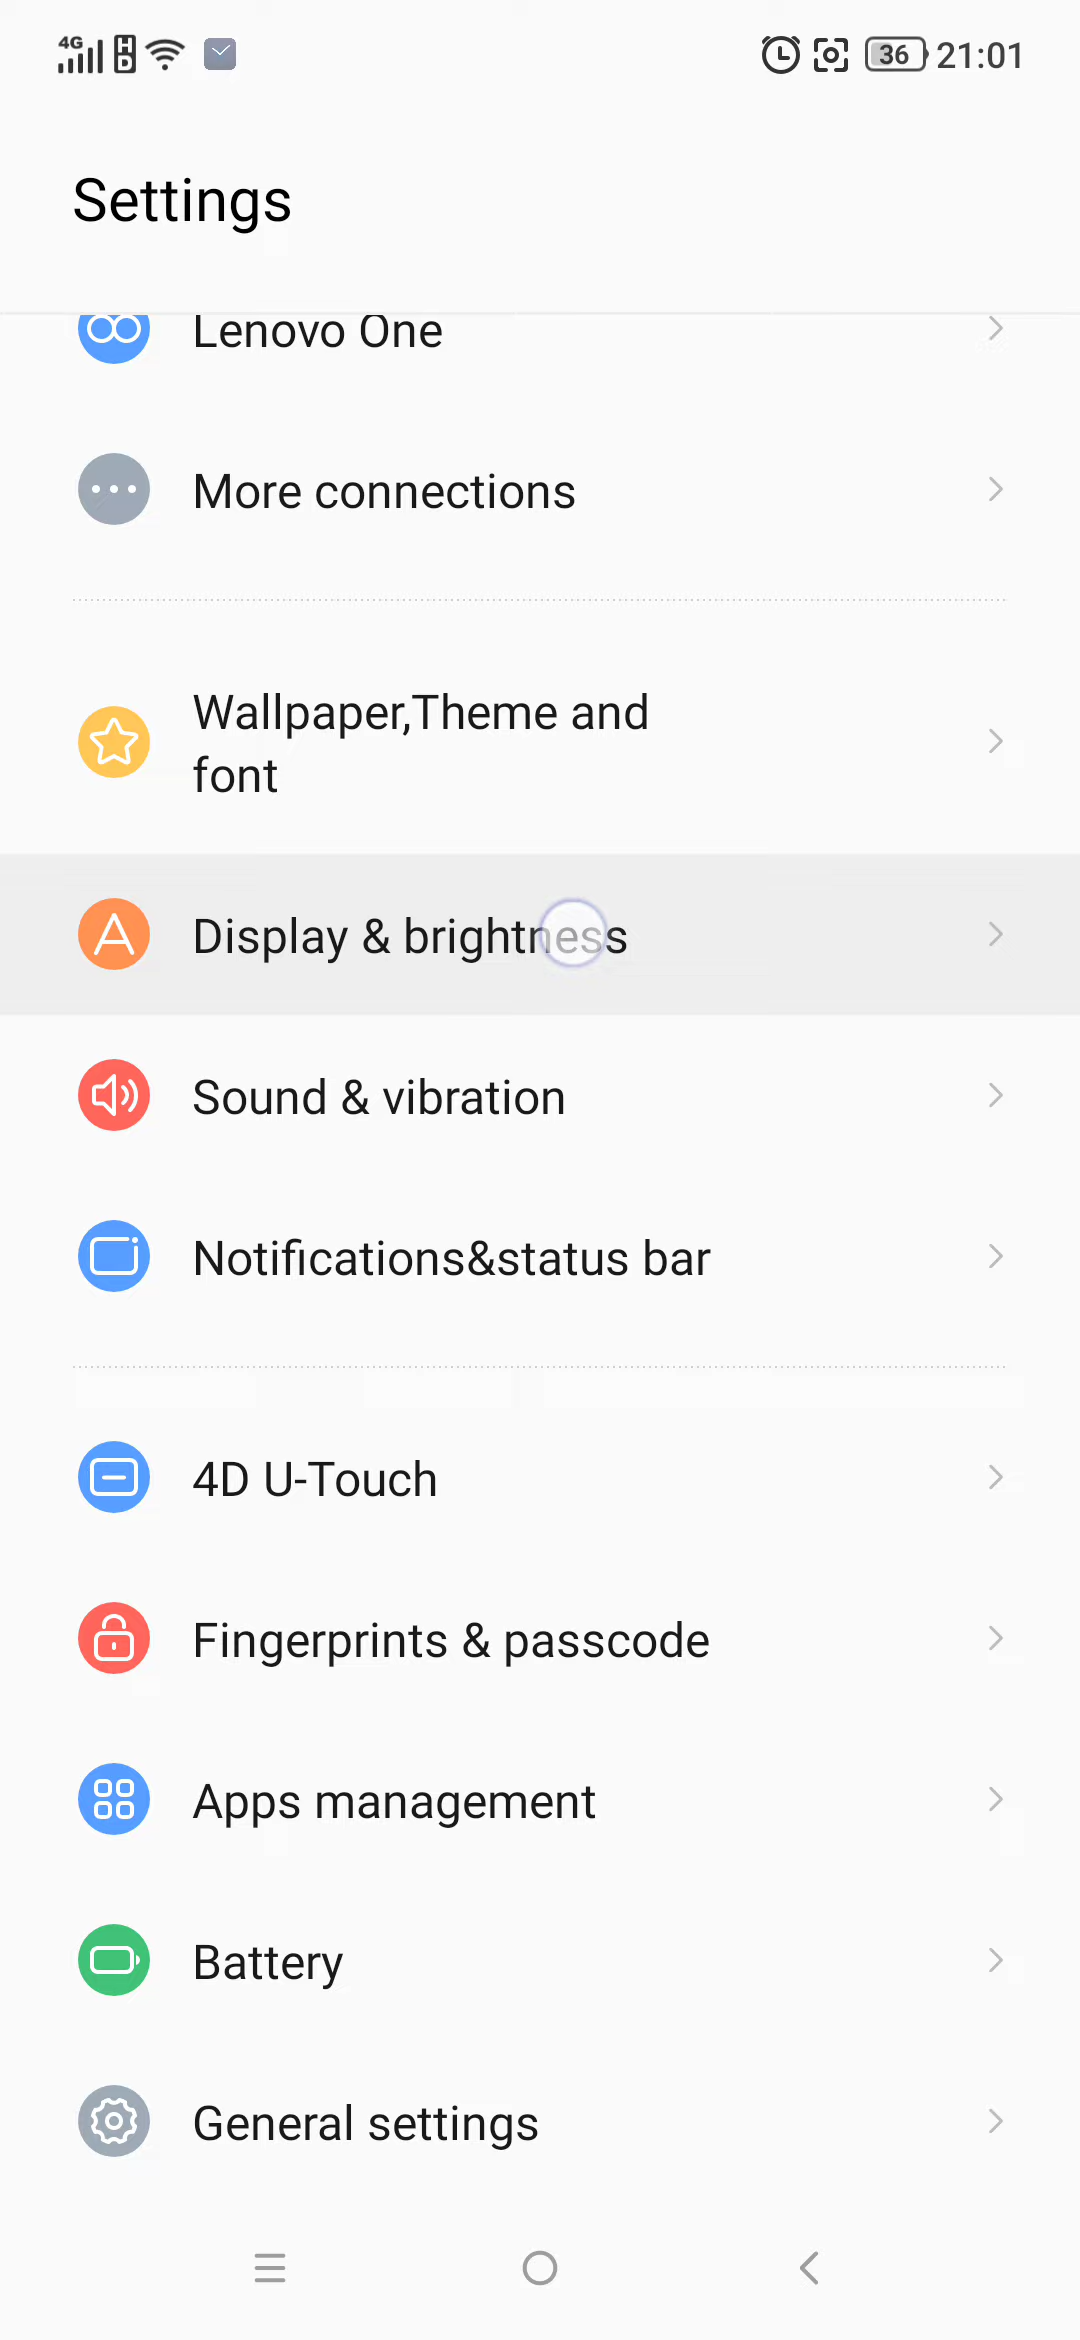 4G HD 36 21:01
Settings
Lenovo One
More connections
Wallpaper,Theme and
font
Display & brightness
Sound & vibration
Notifications&status bar
4D U-Touch
Fingerprints & passcode
Apps management
Battery
General settings